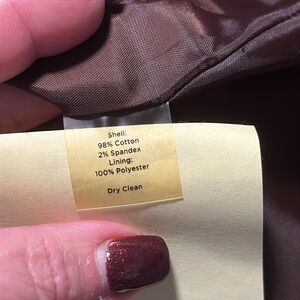 Shell:
98% Cotton
2% Spandex
Lining:
100% Polyester
Dry Clean